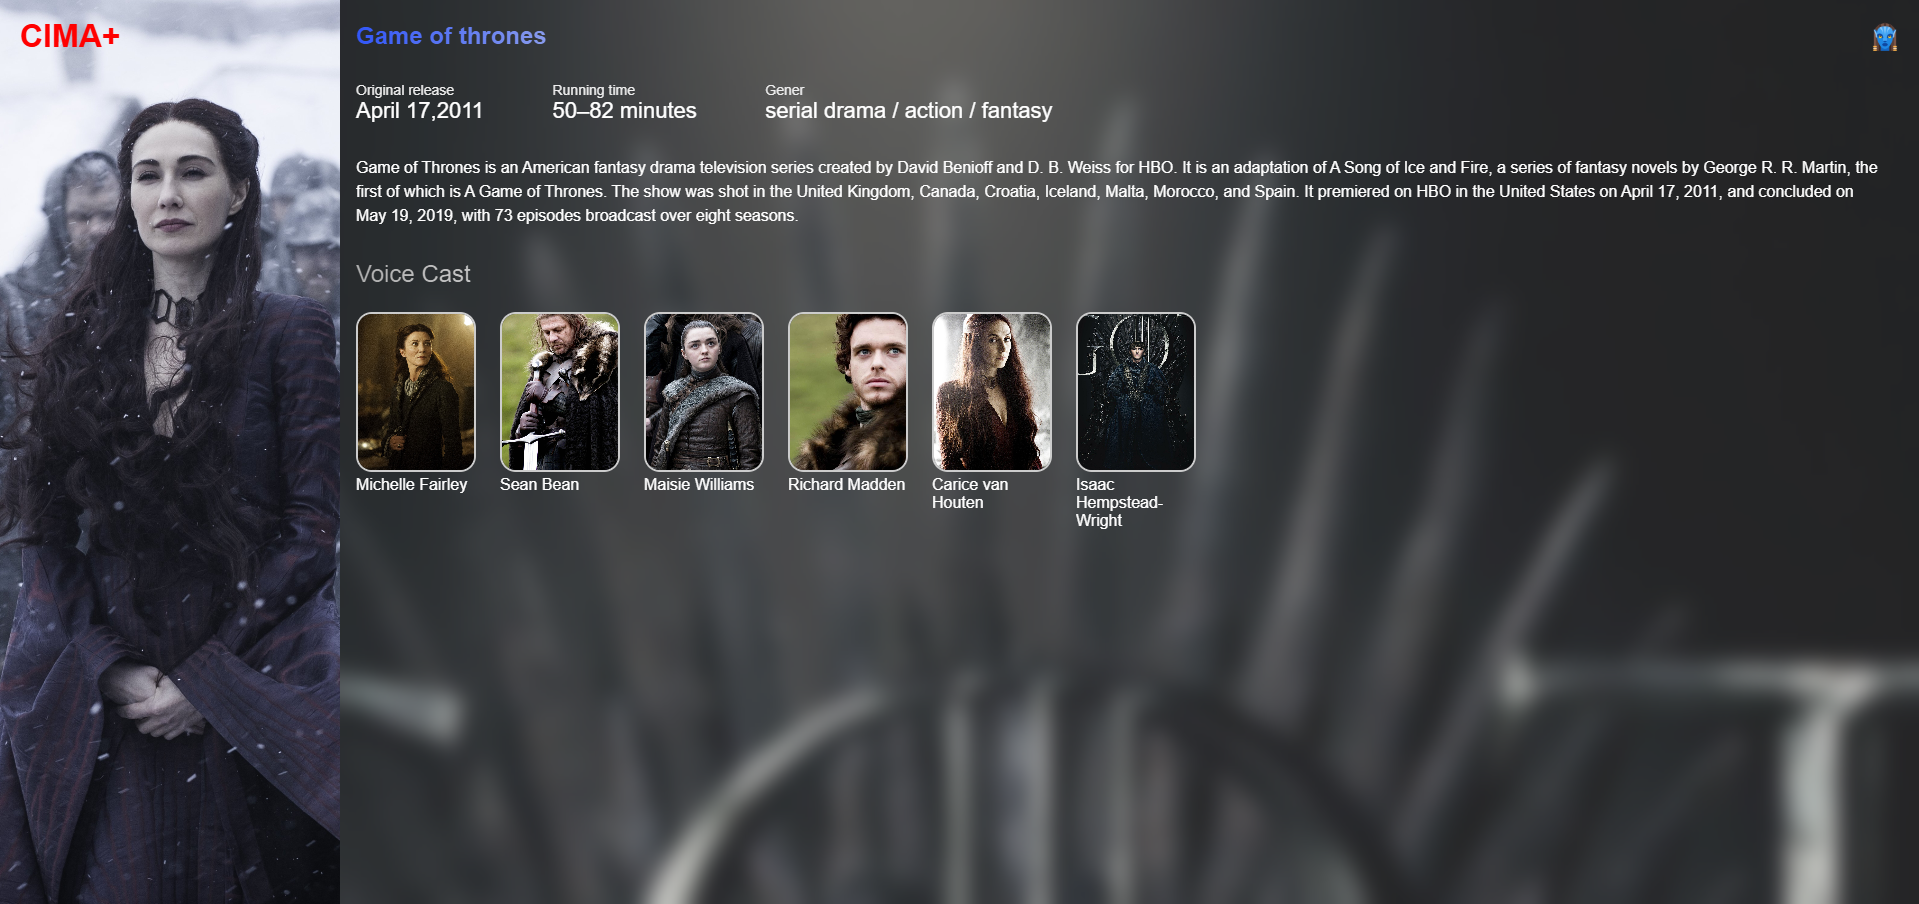 CIMA+
Game of thrones
Original release
April 17,2011
Running time
50–82 minutes
Gener
serial drama / action / fantasy
Game of Thrones is an American fantasy drama television series created by David Benioff and D. B. Weiss for HBO. It is an adaptation of A Song of Ice and Fire, a series of fantasy novels by George R. R. Martin, the
first of which is A Game of Thrones. The show was shot in the United Kingdom, Canada, Croatia, Iceland, Malta, Morocco, and Spain. It premiered on HBO in the United States on April 17, 2011, and concluded on
May 19, 2019, with 73 episodes broadcast over eight seasons.
Voice Cast
Michelle Fairley
Sean Bean
Maisie Williams
Richard Madden
Carice van
Houten
Isaac
Hempstead-
Wright